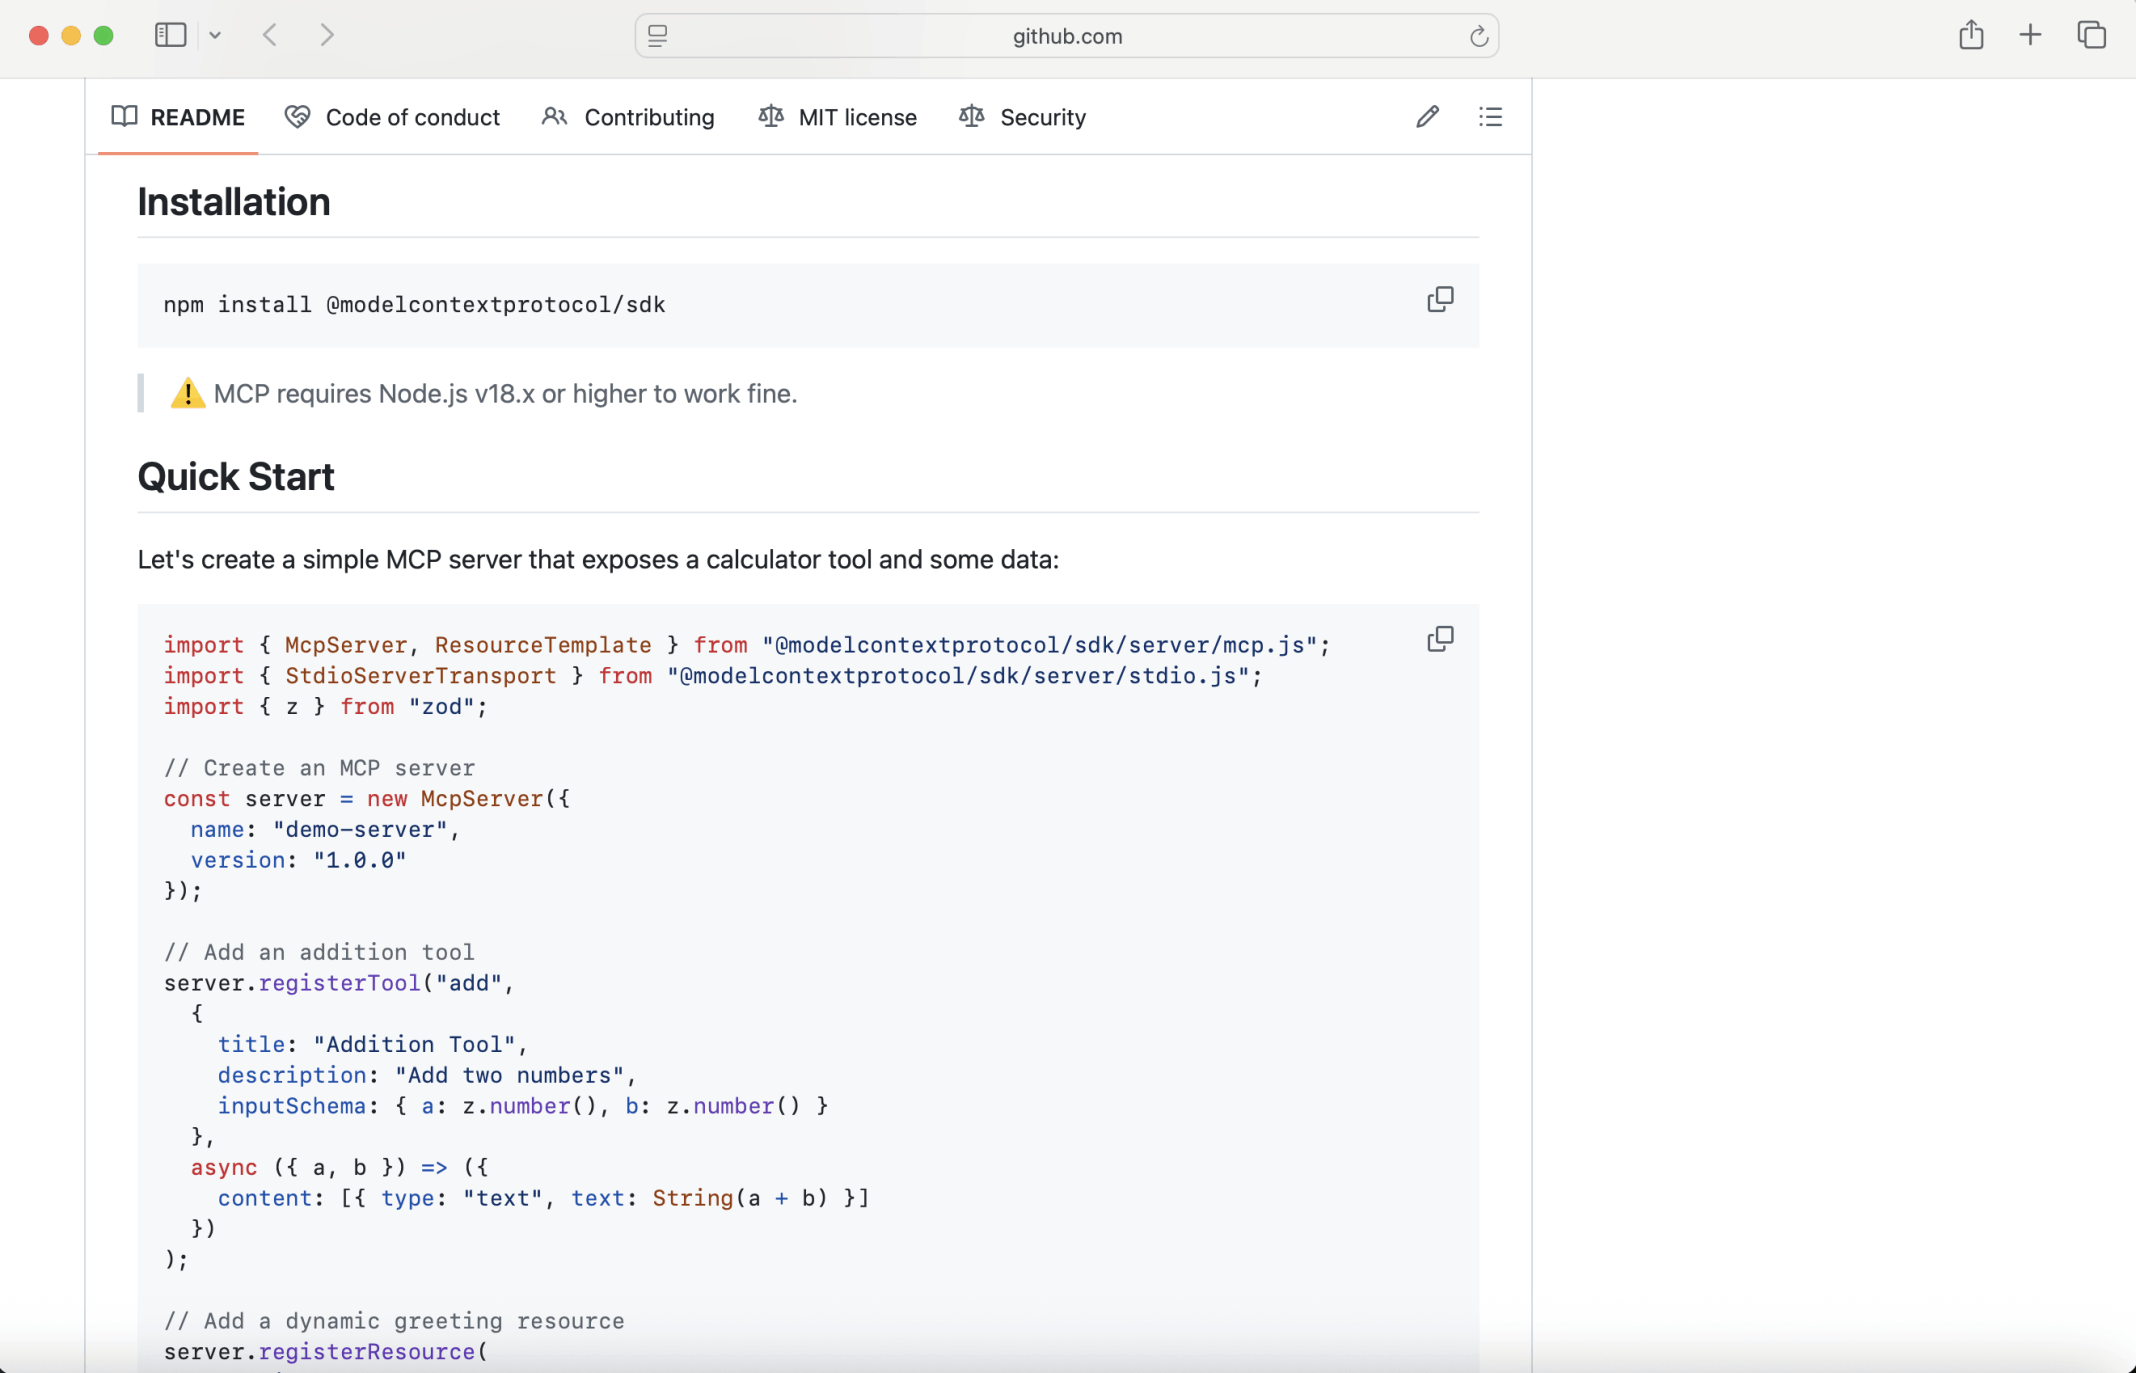 github.com
README
Code of conduct
Contributing
MIT license
Security
Installation
npm install @modelcontextprotocol/sdk
⚠️ MCP requires Node.js v18.x or higher to work fine.
Quick Start
Let's create a simple MCP server that exposes a calculator tool and some data:
import { McpServer, ResourceTemplate } from "@modelcontextprotocol/sdk/server/mcp.js";
import { StdioServerTransport } from "@modelcontextprotocol/sdk/server/stdio.js";
import { z } from "zod";
// Create an MCP server
const server = new McpServer({
  name: "demo-server",
  version: "1.0.0"
});
// Add an addition tool
server.registerTool("add",
  {
    title: "Addition Tool",
    description: "Add two numbers",
    inputSchema: { a: z.number(), b: z.number() }
  },
  async ({ a, b }) => ({
    content: [{ type: "text", text: String(a + b) }]
  })
);
// Add a dynamic greeting resource
server.registerResource(